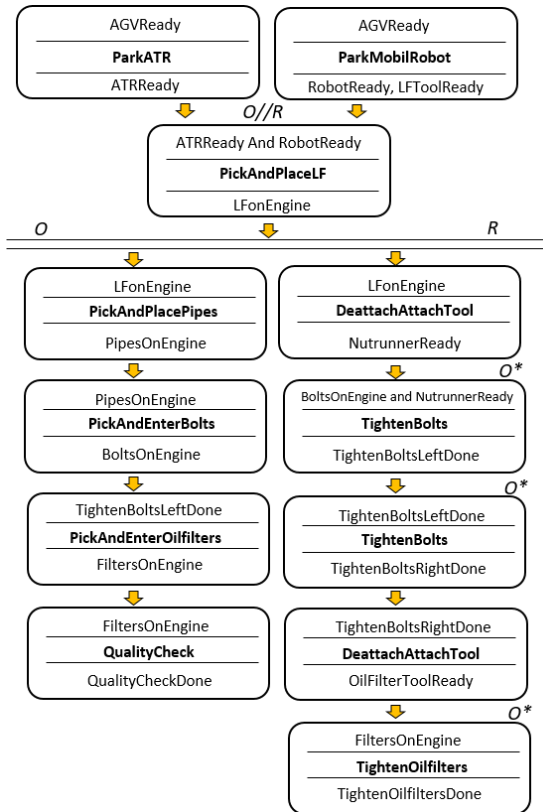 AGVReady
ParkATR
ATRReady
AGVReady
ParkMobilRobot
RobotReady, LFToolReady
O//R
ATRReady And RobotReady
PickAndPlaceLF
LFonEngine
O
R
LFonEngine
PickAndPlacePipes
PipesOnEngine
LFonEngine
DeattachAttachTool
NutrunnerReady
O*
PipesOnEngine
PickAndEnterBolts
BoltsOnEngine
BoltsOnEngine and NutrunnerReady
TightenBolts
TightenBoltsLeftDone
O*
TightenBoltsLeftDone
PickAndEnterOilfilters
FiltersOnEngine
TightenBoltsLeftDone
TightenBolts
TightenBoltsRightDone
FiltersOnEngine
QualityCheck
QualityCheckDone
TightenBoltsRightDone
DeattachAttachTool
OilFilterToolReady
O*
FiltersOnEngine
TightenOilfilters
TightenOilfiltersDone